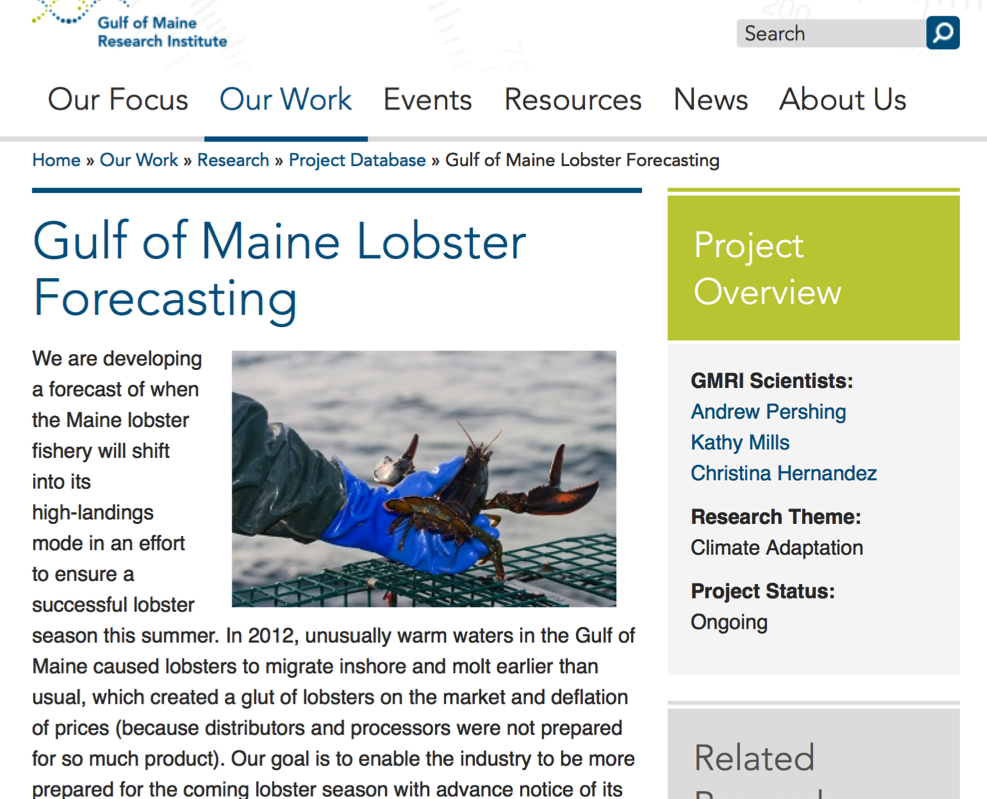 Gulf of Maine
Research Institute
Search
Our Focus Our Work Events Resources News About Us
Home » Our Work » Research » Project Database » Gulf of Maine Lobster Forecasting
Gulf of Maine Lobster
Forecasting
We are developing
a forecast of when
the Maine lobster
fishery will shift
into its
high-landings
mode in an effort
to ensure a
successful lobster
season this summer. In 2012, unusually warm waters in the Gulf of
Maine caused lobsters to migrate inshore and molt earlier than
usual, which created a glut of lobsters on the market and deflation
of prices (because distributors and processors were not prepared
for so much product). Our goal is to enable the industry to be more
prepared for the coming lobster season with advance notice of its
Project
Overview
GMRI Scientists:
Andrew Pershing
Kathy Mills
Christina Hernandez
Research Theme:
Climate Adaptation
Project Status:
Ongoing
Related